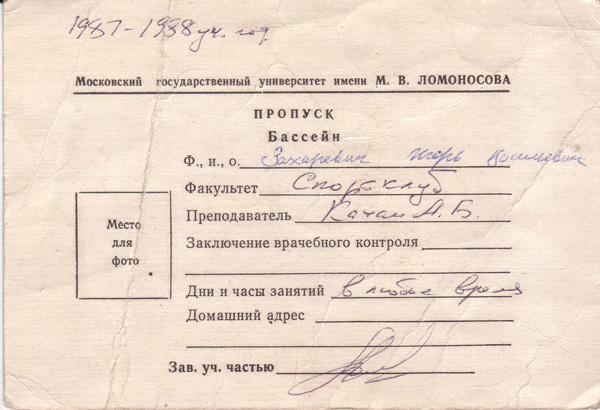 1987-1988 уч. год
Московский государственный университет имени М. В. ЛОМОНОСОВА
ПРОПУСК
Бассейн
Ф., и., о. Захаревич Игорь
Факультет Спортклуб
Преподаватель Качан А. Б.
Место
для
фото
Заключение врачебного контроля
Дни и часы занятий в любое время
Домашний адрес
Зав. уч. частью